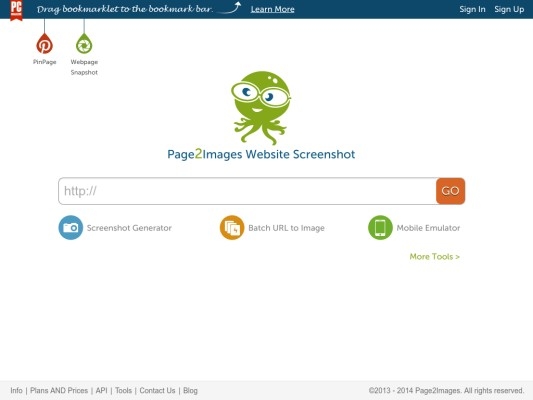 PC
Drag bookmarklet to the bookmark bar.
Learn More
Sign In
Sign Up
PinPage
Webpage
Snapshot
Page2Images Website Screenshot
http://
GO
Screenshot Generator
Batch URL to Image
Mobile Emulator
More Tools >
Info | Plans AND Prices | API | Tools | Contact Us | Blog
©2013 - 2014 Page2Images. All rights reserved.